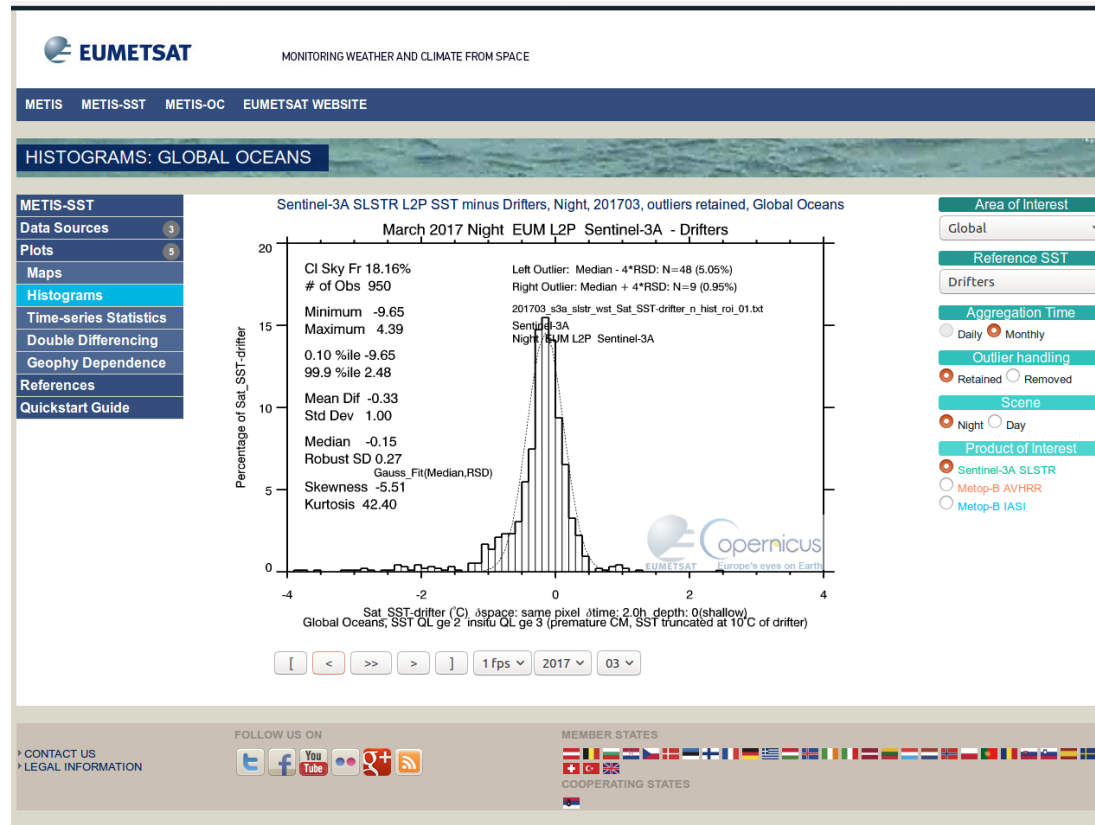 EUMETSAT
MONITORING WEATHER AND CLIMATE FROM SPACE
METIS METIS-SST METIS-OC EUMETSAT WEBSITE
HISTOGRAMS: GLOBAL OCEANS
METIS-SST
Data Sources 3
Plots 5
Maps
Histograms
Time-series Statistics
Double Differencing
Geophy Dependence
References
Quickstart Guide
Sentinel-3A SLSTR L2P SST minus Drifters, Night, 201703, outliers retained, Global Oceans
March 2017 Night EUM L2P Sentinel-3A - Drifters
20
15
10
5
0
Percentage of Sat_SST-drifter
Cl Sky Fr 18.16%
# of Obs 950
Minimum -9.65
Maximum 4.39
0.10 %ile -9.65
99.9 %ile 2.48
Mean Dif -0.33
Std Dev 1.00
Median -0.15
Robust SD 0.27
Gauss_Fit(Median,RSD)
Skewness -5.51
Kurtosis 42.40
Left Outlier: Median - 4*RSD: N=48 (5.05%)
Right Outlier: Median + 4*RSD: N=9 (0.95%)
201703_s3a_slstr_wst_Sat_SST-drifter_n_hist_roi_01.txt
Sentinel-3A
Night EUM L2P Sentinel-3A
EUMETSAT
opernicus
Europe's eyes on Earth
-4 -2 0 2 4
Sat_SST-drifter (°C) δspace: same pixel δtime: 2.0h depth: 0(shallow)
Global Oceans, SST QL ge 2 insitu QL ge 3 (premature CM, SST truncated at 10°C of drifter)
[ < >> > ] 1 fps 2017 03
Area of Interest
Global
Reference SST
Drifters
Aggregation Time
Daily Monthly
Outlier handling
Retained Removed
Scene
Night Day
Product of Interest
Sentinel-3A SLSTR
Metop-B AVHRR
Metop-B IASI
CONTACT US
LEGAL INFORMATION
FOLLOW US ON
You
Tube
MEMBER STATES
COOPERATING STATES